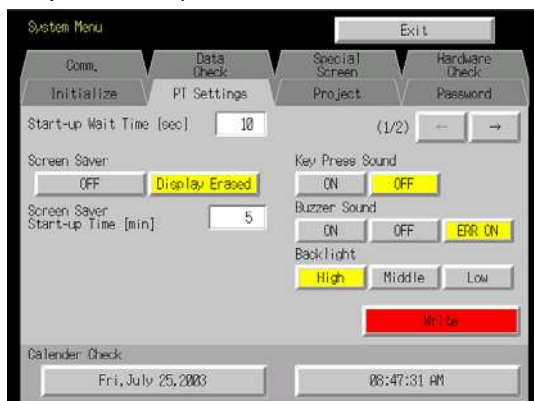 System Menu
Exit
Comm.
Data Check
Special Screen
Hardware Check
Initialize
PT Settings
Project
Password
Start-up Wait Time [sec]
10
(1/2)
← →
Screen Saver
OFF
Display Erased
Key Press Sound
ON
OFF
Screen Saver
Start-up Time [min]
5
Buzzer Sound
ON
OFF
ERR ON
Backlight
High
Middle
Low
Write
Calender Check
Fri,July 25,2003
08:47:31 AM